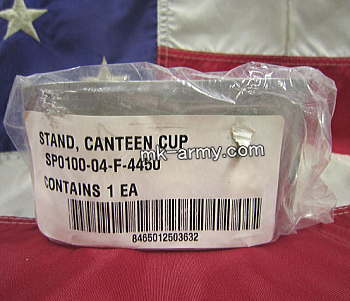 STAND, CANTEEN CUP
SP0100-04-F-4450
mk-army.com
CONTAINS 1 EA
8465012503632